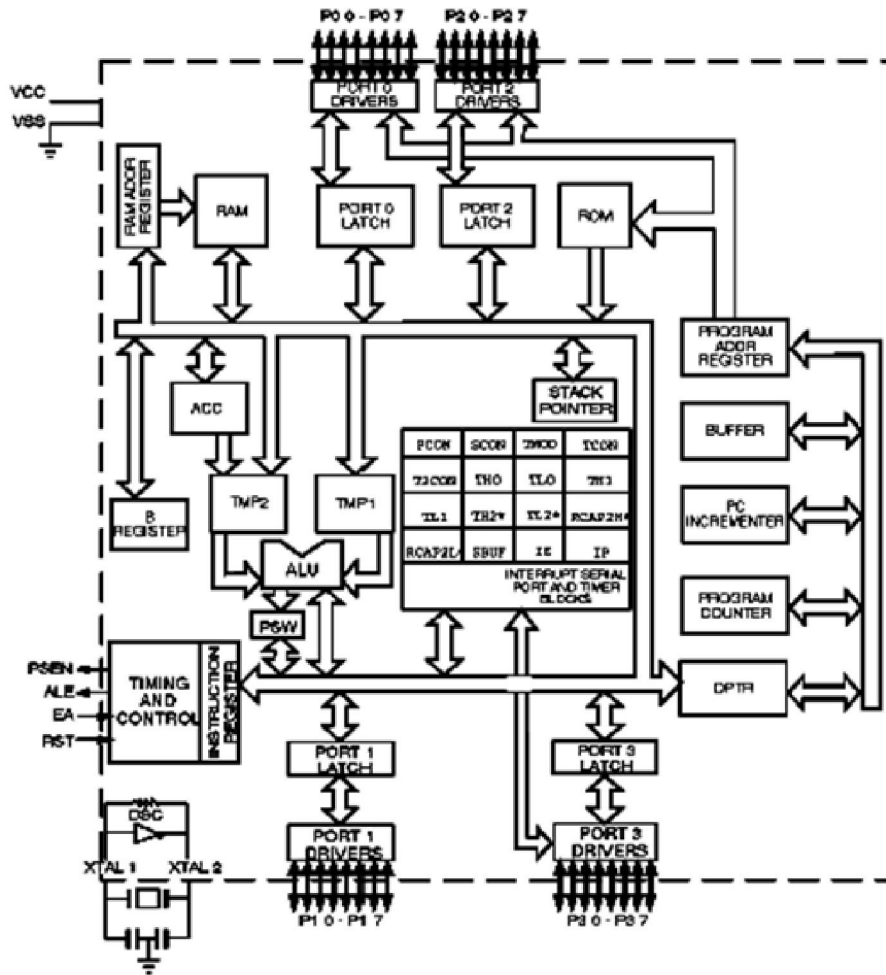 P0 0 - P0 7
P2 0 - P2 7
VCC
VSS
PORT 0
DRIVERS
PORT 2
DRIVERS
RAM ADDR
REGISTER
RAM
PORT 0
LATCH
PORT 2
LATCH
ROM
PROGRAM
ADDR
REGISTER
ACC
STACK
POINTER
BUFFER
PCON
SCON
TMOD
TCON
T2CON
TH0
TL0
TH1
TL1
TH2*
TL2*
RCAP2H*
RCAP2L*
SBUF
IE
IP
INTERRUPT SERIAL
PORT AND TIMER
BLOCKS
B
REGISTER
TMP2
TMP1
ALU
PSW
PC
INCREMENTER
PROGRAM
COUNTER
PSEN
ALE
EA
RST
TIMING
AND
CONTROL
INSTRUCTION
REGISTER
DPTR
PORT 1
LATCH
PORT 3
LATCH
OSC
PORT 1
DRIVERS
PORT 3
DRIVERS
XTAL 1
XTAL 2
P1 0 - P1 7
P3 0 - P3 7